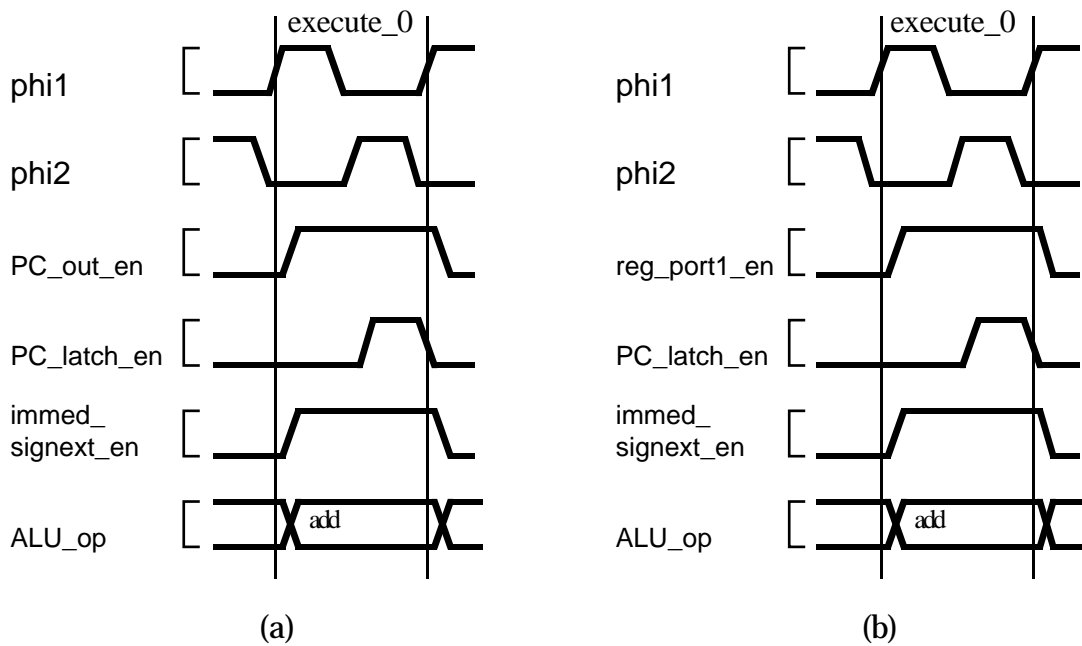 execute_0
phi1
phi2
PC_out_en
PC_latch_en
immed_
signext_en
ALU_op
add
(a)
execute_0
phi1
phi2
reg_port1_en
PC_latch_en
immed_
signext_en
ALU_op
add
(b)